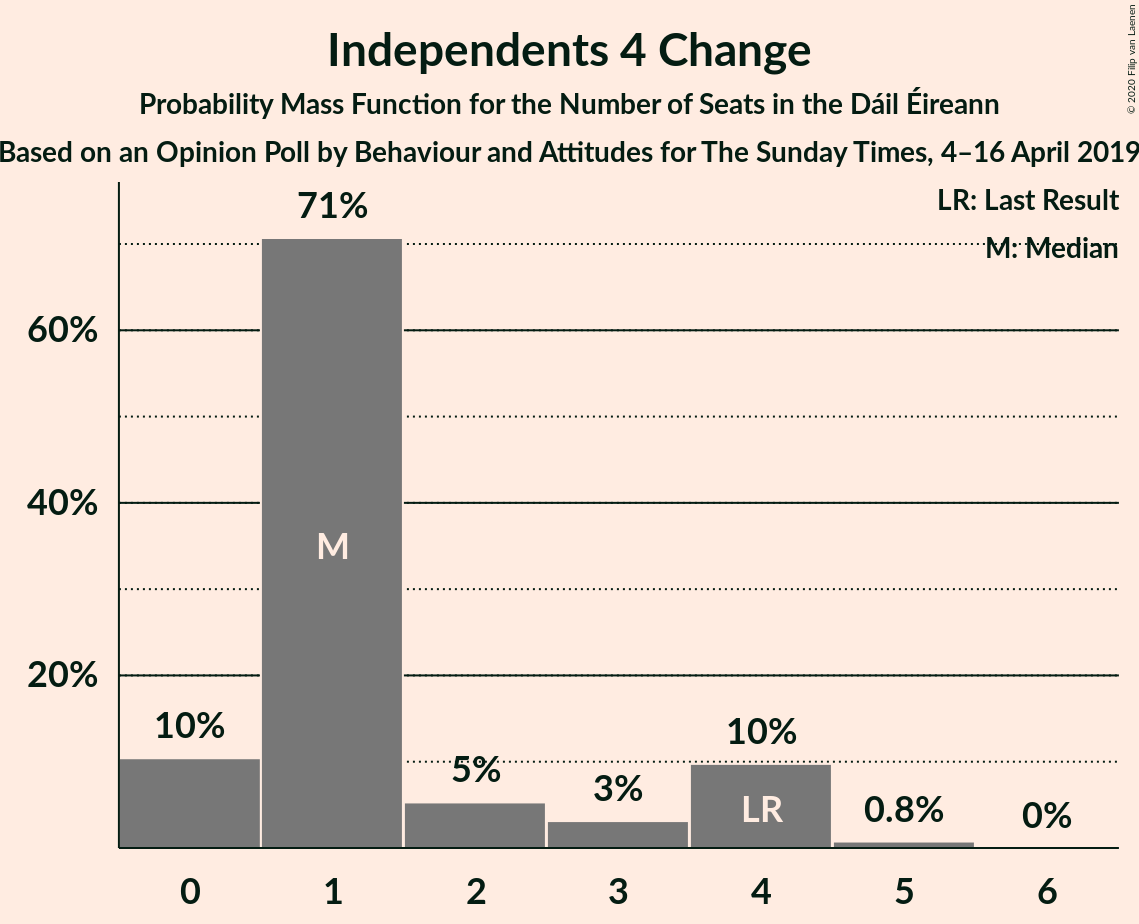 Independents 4 Change
Probability Mass Function for the Number of Seats in the Dáil Éireann
Based on an Opinion Poll by Behaviour and Attitudes for The Sunday Times, 4–16 April 2019
© 2020 Filip van Laenen
LR: Last Result
M: Median
71%
60%
40%
M
20%
10%
5%
3%
10%
LR
0.8%
0%
0 1 2 3 4 5 6